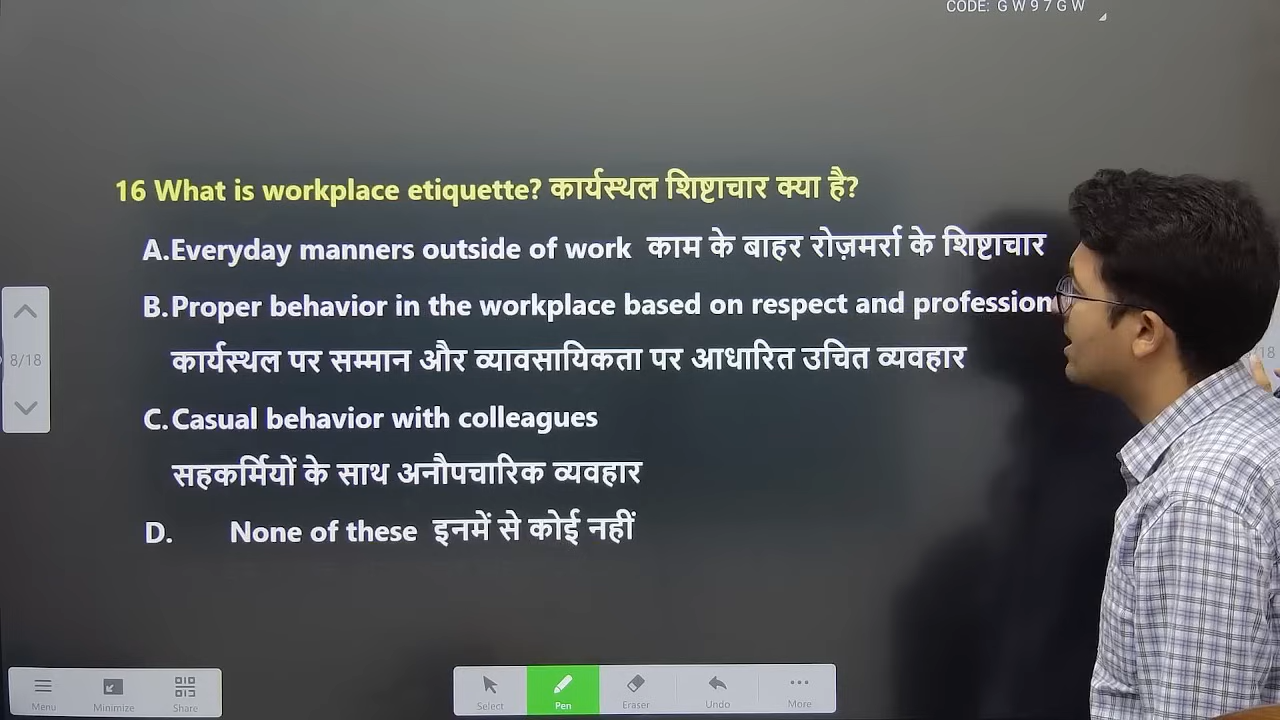 CODE: GW97GW
16 What is workplace etiquette? कार्यस्थल शिष्टाचार क्या है?
A.Everyday manners outside of work काम के बाहर रोज़मर्रा के शिष्टाचार
B.Proper behavior in the workplace based on respect and profession
कार्यस्थल पर सम्मान और व्यावसायिकता पर आधारित उचित व्यवहार
C.Casual behavior with colleagues
सहकर्मियों के साथ अनौपचारिक व्यवहार
D. None of these इनमें से कोई नहीं
8/18
18
Menu Minimize Share Select Pen Eraser Undo More